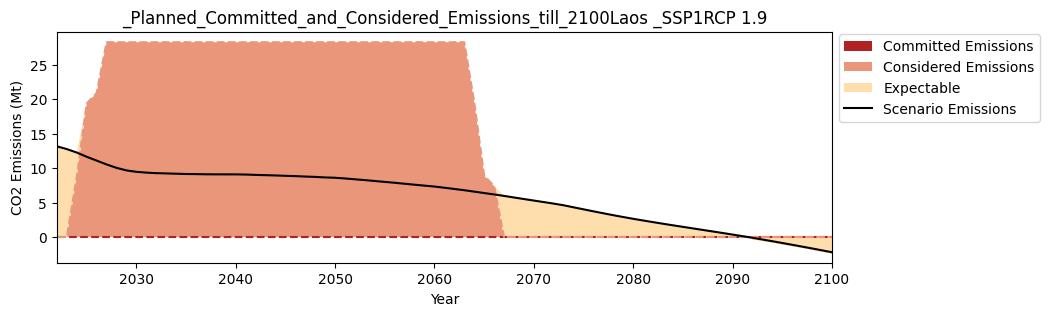 _Planned_Committed_and_Considered_Emissions_till_2100Laos _SSP1RCP 1.9
CO2 Emissions (Mt)
25
20
15
10
5
0
2030 2040 2050 2060 2070 2080 2090 2100
Year
Committed Emissions
Considered Emissions
Expectable
Scenario Emissions